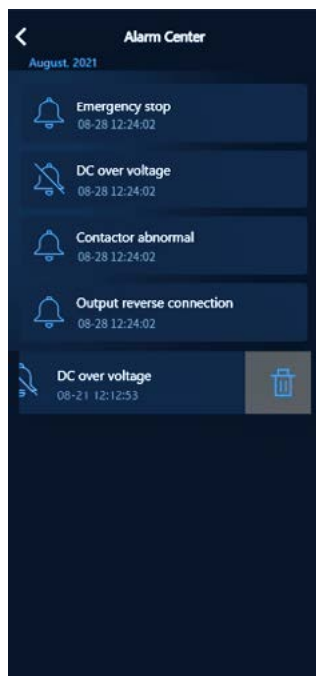 Alarm Center
August. 2021
Emergency stop
08-28 12:24:02
DC over voltage
08-28 12:24:02
Contactor abnormal
08-28 12:24:02
Output reverse connection
08-28 12:24:02
DC over voltage
08-21 12:12:53